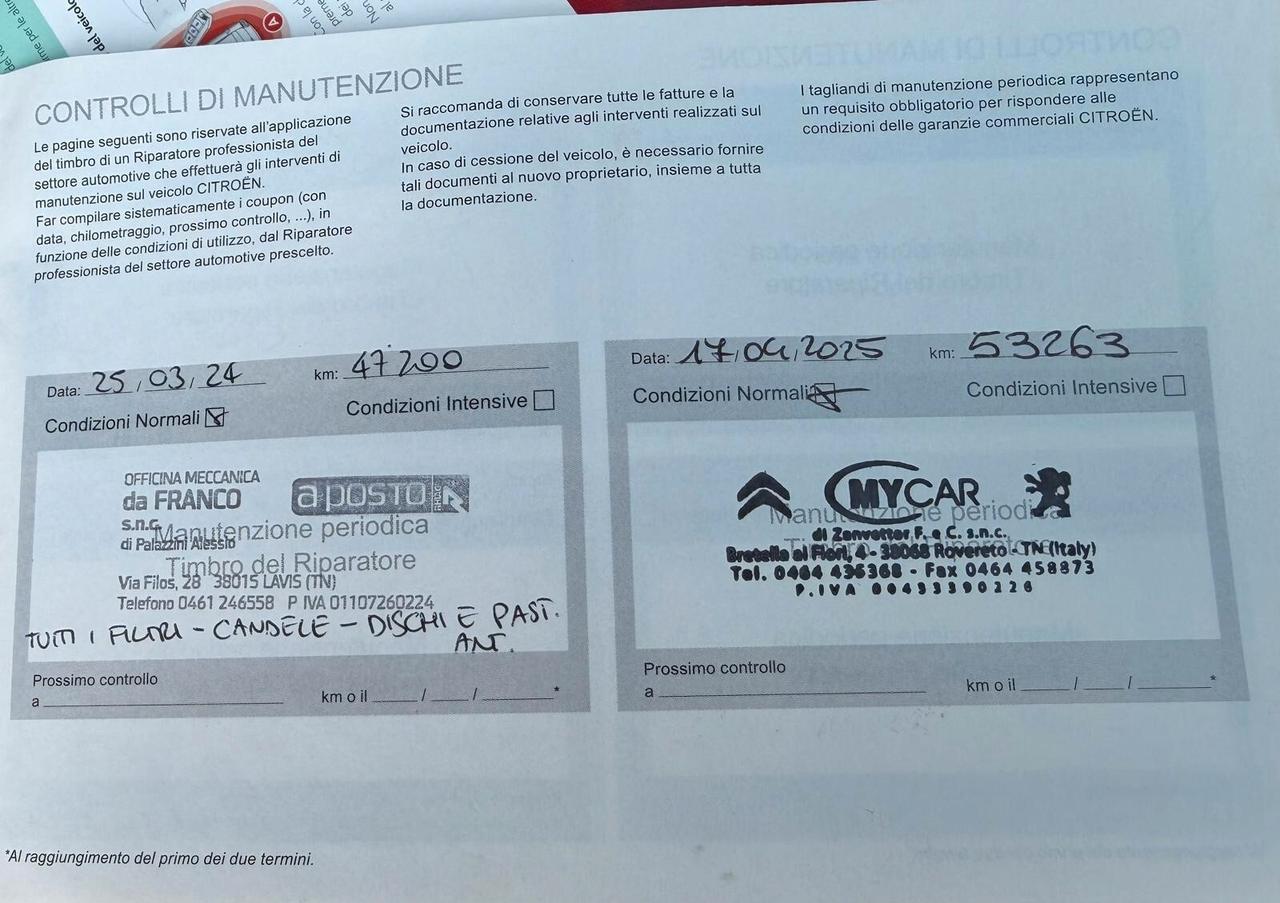 CONTROLLI DI MANUTENZIONE
Le pagine seguenti sono riservate all'applicazione
del timbro di un Riparatore professionista del
settore automotive che effettuerà gli interventi di
manutenzione sul veicolo CITROËN.
Far compilare sistematicamente i coupon (con
data, chilometraggio, prossimo controllo, ...), in
funzione delle condizioni di utilizzo, dal Riparatore
professionista del settore automotive prescelto.
Si raccomanda di conservare tutte le fatture e la
documentazione relative agli interventi realizzati sul
veicolo.
In caso di cessione del veicolo, è necessario fornire
tali documenti al nuovo proprietario, insieme a tutta
la documentazione.
I tagliandi di manutenzione periodica rappresentano
un requisito obbligatorio per rispondere alle
condizioni delle garanzie commerciali CITROËN.
Data: 25/03/24 km: 47200
Condizioni Normali Condizioni Intensive
OFFICINA MECCANICA
da FRANCO
a posto RHIAG
s.n.c.
Manutenzione periodica
di Palazzini Alessio
Timbro del Riparatore
Via Filos, 28 38015 LAVIS (TN)
Telefono 0461 246558 P IVA 01107260224
TUTTI I FILTRI - CANDELE - DISCHI E PAST.
ANT.
Prossimo controllo
a km o il / / *
Data: 17/04/2025 km: 53263
Condizioni Normali Condizioni Intensive
MYCAR
Manutenzione periodica
di Zanvettor F. e C. s.n.c.
Bretella ai Fiori, 4 - 38068 Rovereto - TN (Italy)
Tel. 0464 435368 - Fax 0464 458873
P.IVA 00433390226
Prossimo controllo
a km o il / / *
*Al raggiungimento del primo dei due termini.